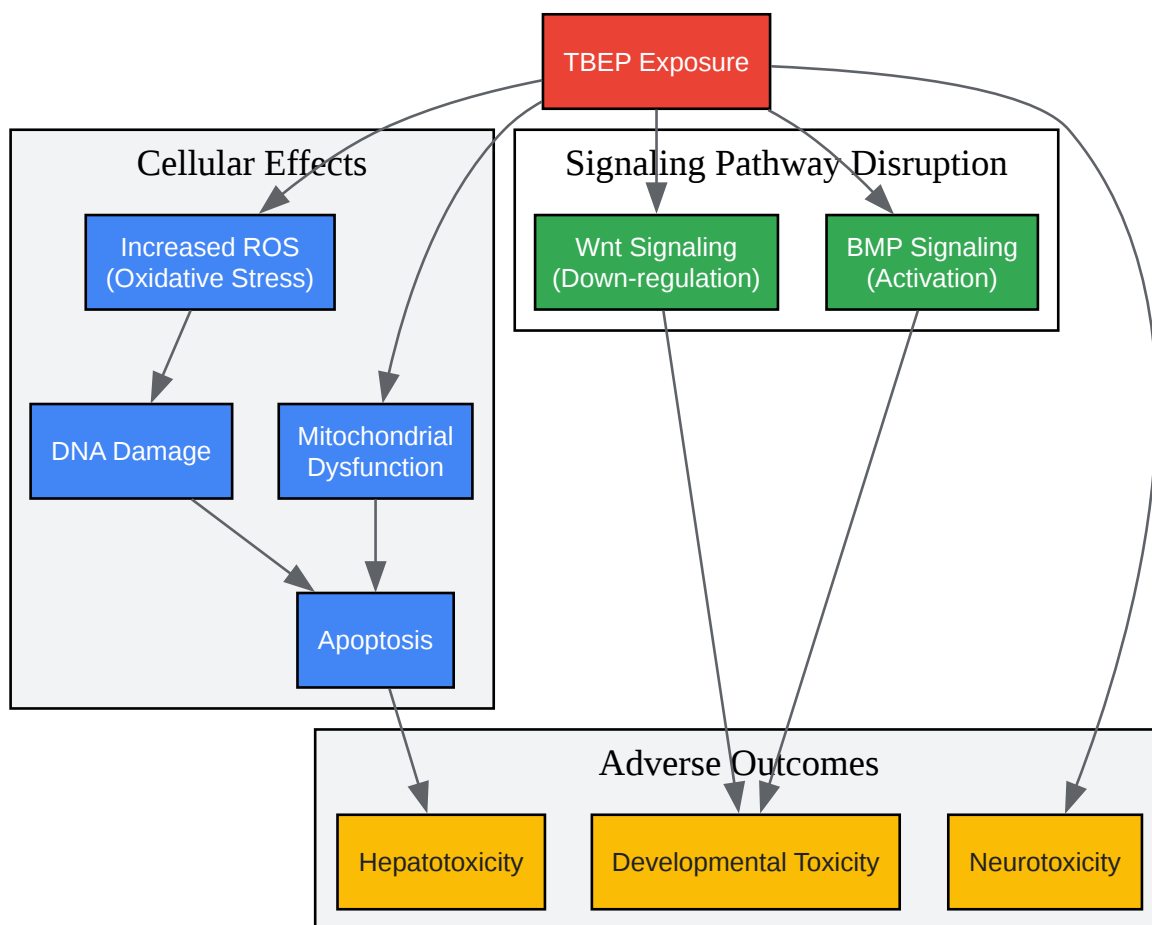 TBEP Exposure
Cellular Effects
Signaling Pathway Disruption
Increased ROS
(Oxidative Stress)
Wnt Signaling
(Down-regulation)
BMP Signaling
(Activation)
DNA Damage
Mitochondrial
Dysfunction
Apoptosis
Adverse Outcomes
Hepatotoxicity
Developmental Toxicity
Neurotoxicity